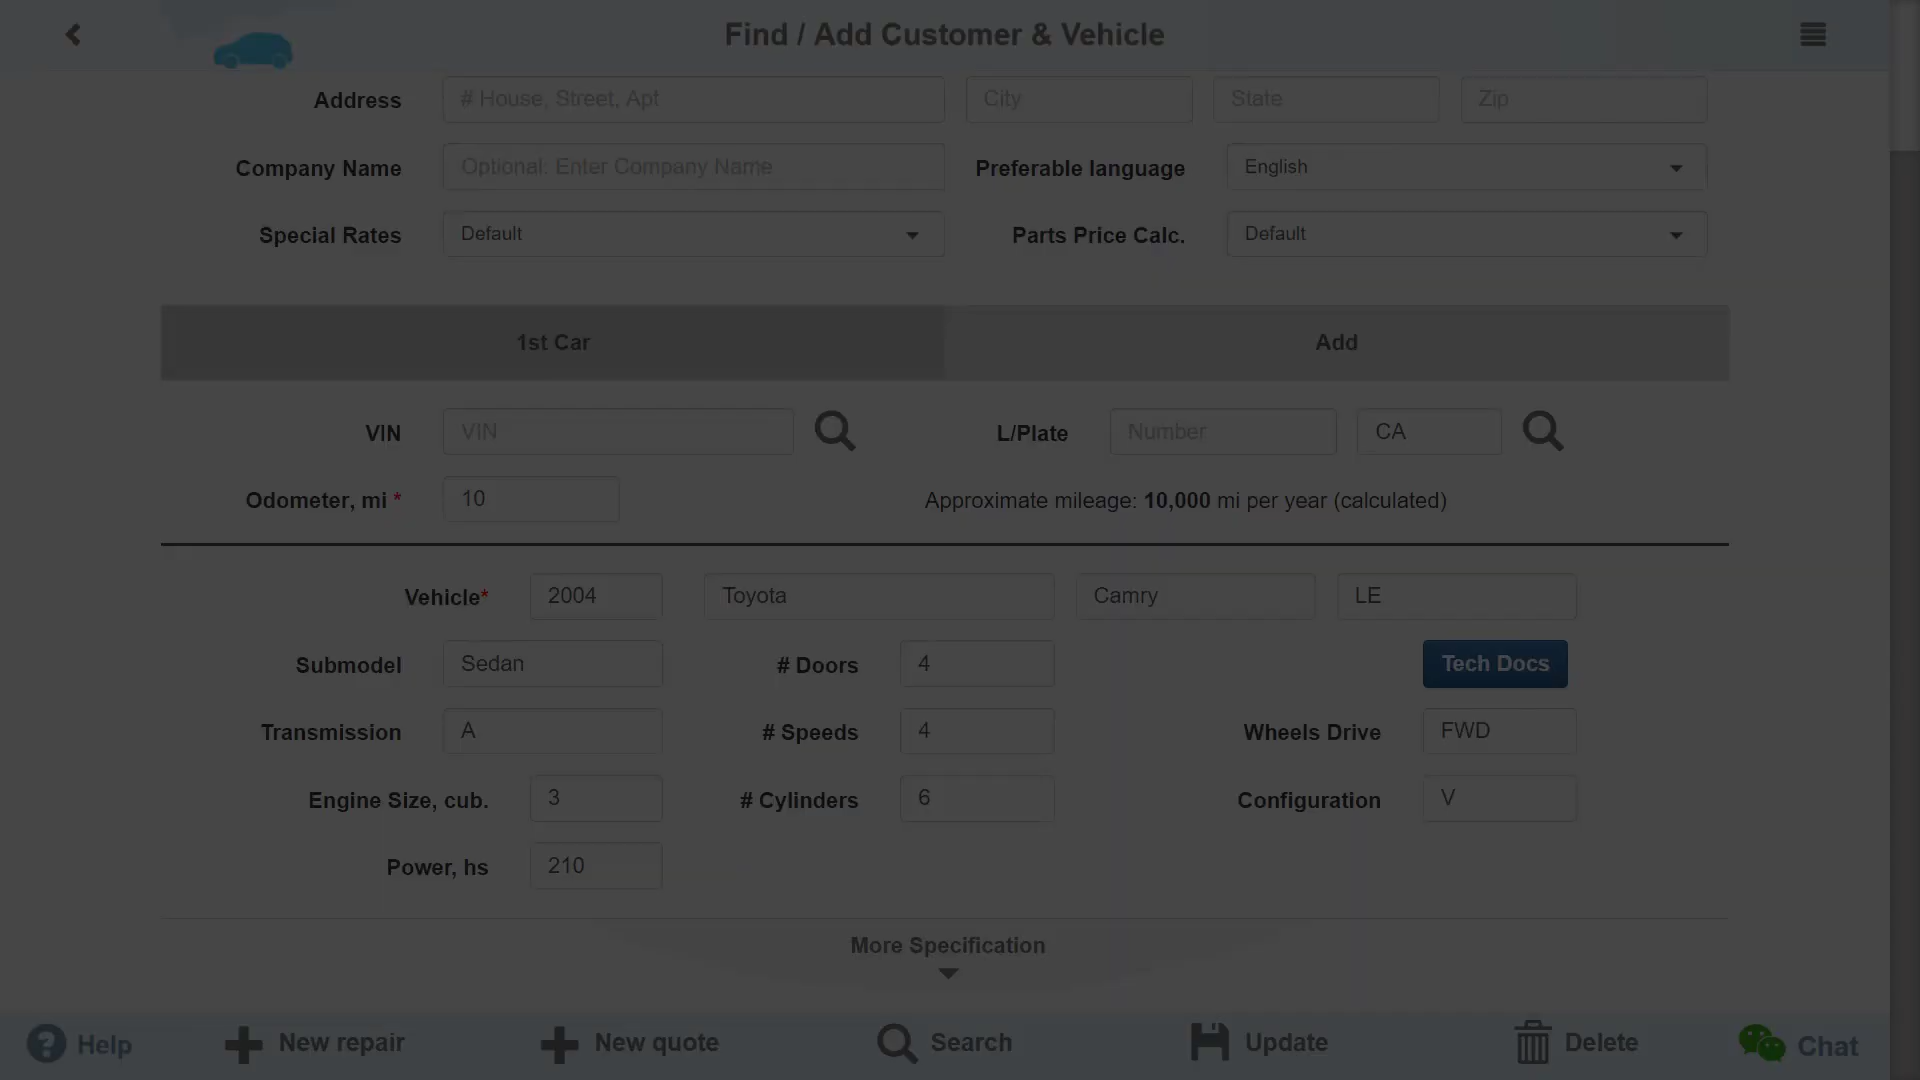 Find / Add Customer & Vehicle
Address # House, Street, Apt City State Zip
Company Name Optional: Enter Company Name Preferable language English
Special Rates Default Parts Price Calc. Default
1st Car Add
VIN VIN L/Plate Number CA
Odometer, mi * 10 Approximate mileage: 10,000 mi per year (calculated)
Vehicle* 2004 Toyota Camry LE
Submodel Sedan # Doors 4 Tech Docs
Transmission A # Speeds 4 Wheels Drive FWD
Engine Size, cub. 3 # Cylinders 6 Configuration V
Power, hs 210
More Specification
? Help New repair New quote Search Update Delete Chat